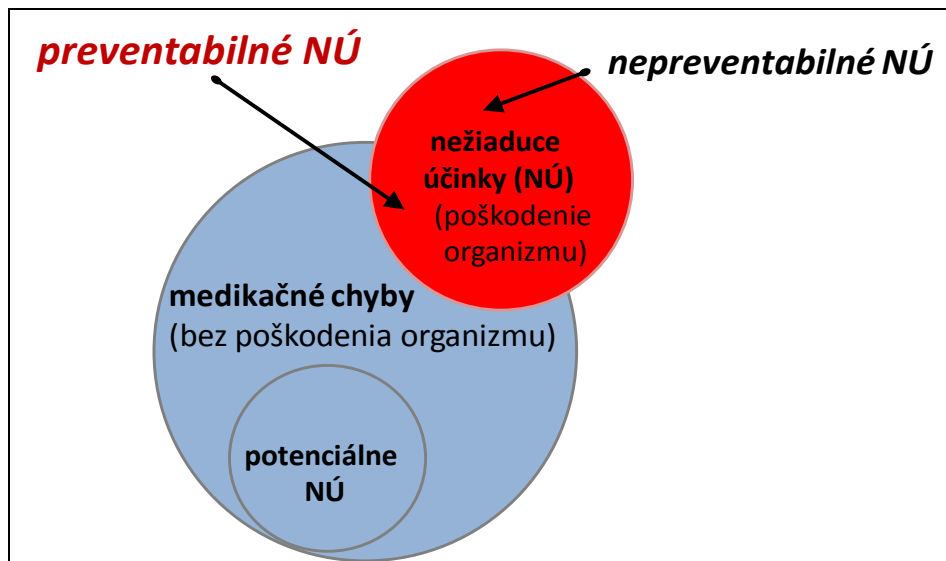 preventabilné NÚ
nepreventabilné NÚ
nežiaduce
účinky (NÚ)
(poškodenie
organizmu)
medikačné chyby
(bez poškodenia organizmu)
potenciálne
NÚ